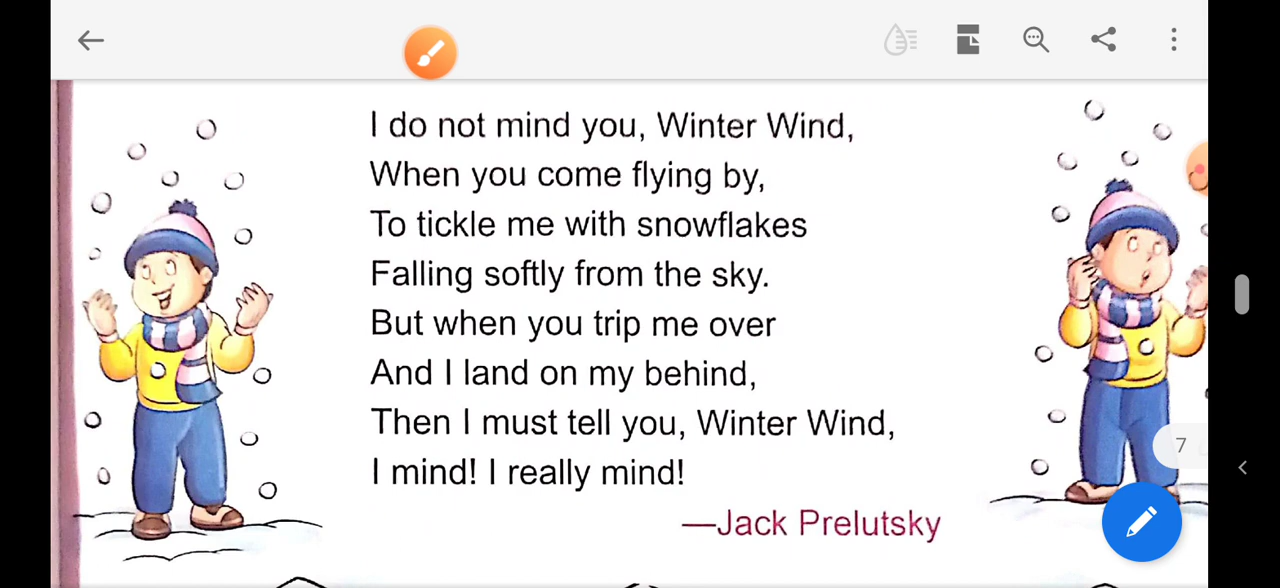 I do not mind you, Winter Wind,
When you come flying by,
To tickle me with snowflakes
Falling softly from the sky.
But when you trip me over
And I land on my behind,
Then I must tell you, Winter Wind,
I mind! I really mind!
—Jack Prelutsky
7